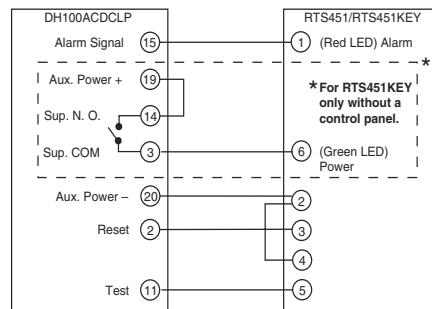 DH100ACDCLP RTS451/RTS451KEY
Alarm Signal 15 1 (Red LED) Alarm
*
Aux. Power + 19
* For RTS451KEY
only without a
control panel.
Sup. N. O. 14
Sup. COM 3 6 (Green LED)
Power
Aux. Power – 20 2
Reset 2 3
4
Test 11 5